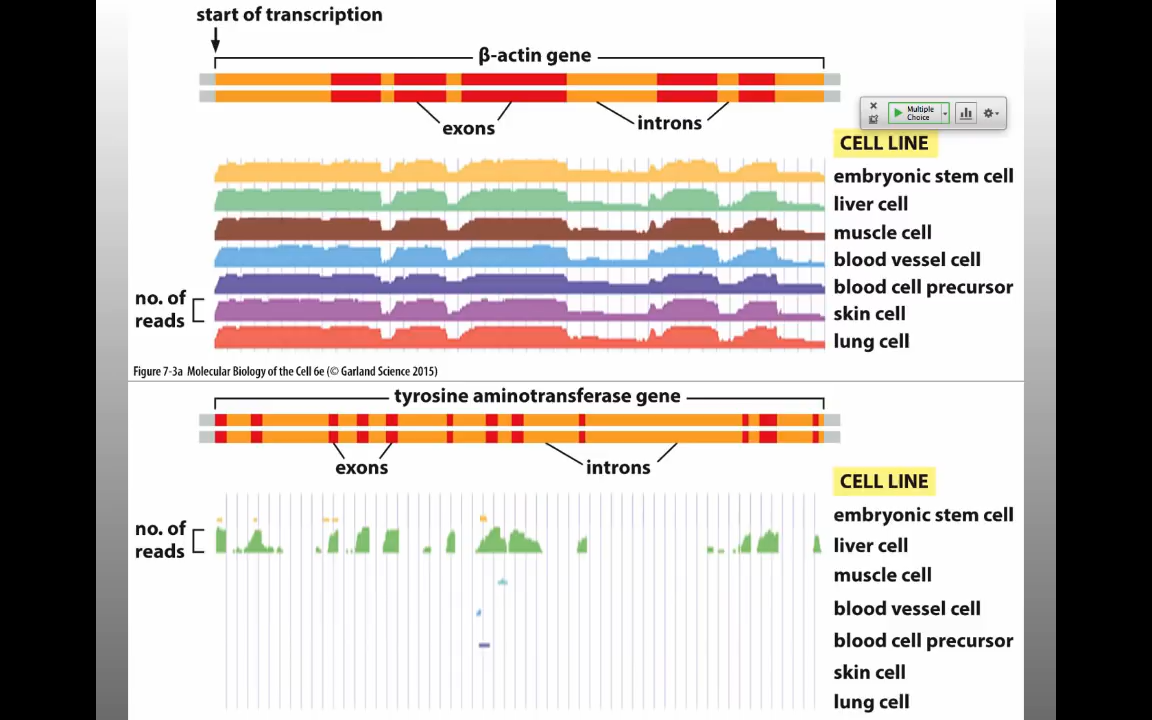 start of transcription
β-actin gene
exons
introns
Multiple
Choice
CELL LINE
embryonic stem cell
liver cell
muscle cell
blood vessel cell
blood cell precursor
no. of
reads
skin cell
lung cell
Figure 7-3a Molecular Biology of the Cell 6e (© Garland Science 2015)
tyrosine aminotransferase gene
exons
introns
CELL LINE
embryonic stem cell
no. of
reads
liver cell
muscle cell
blood vessel cell
blood cell precursor
skin cell
lung cell